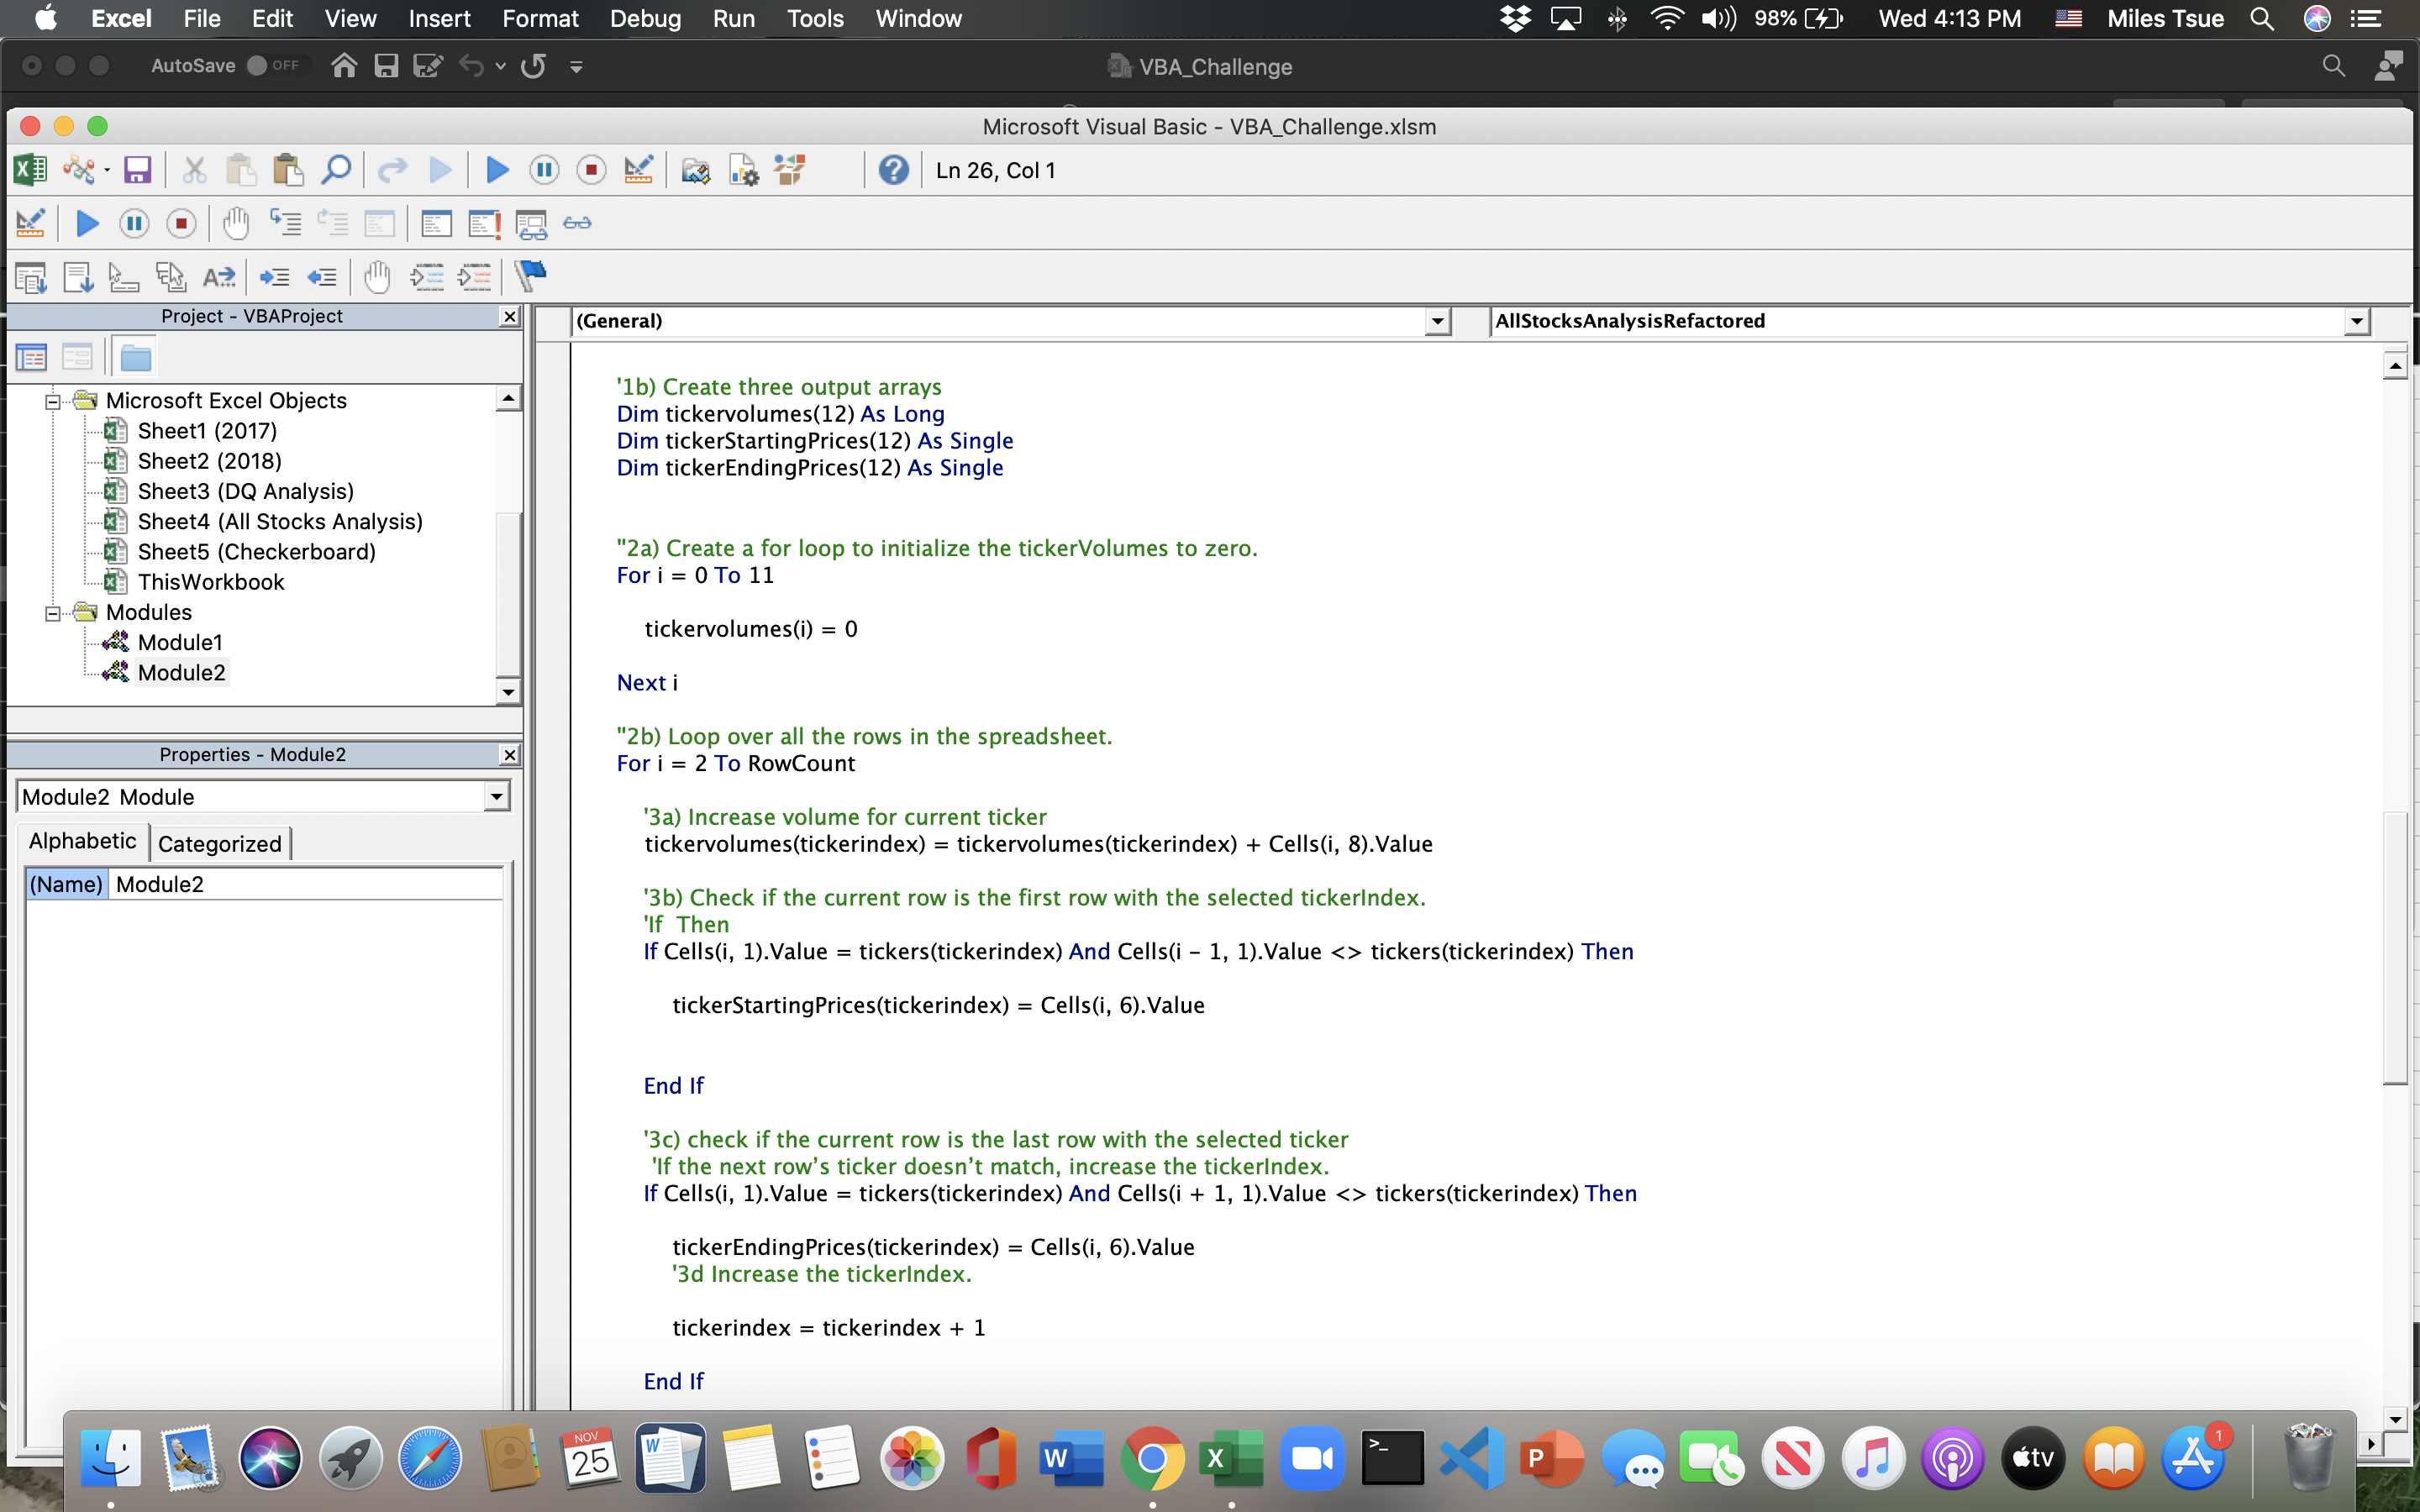 Excel File Edit View Insert Format Debug Run Tools Window 98% Wed 4:13 PM Miles Tsue
AutoSave OFF VBA_Challenge
Microsoft Visual Basic - VBA_Challenge.xlsm
Ln 26, Col 1
Project - VBAProject
(General) AllStocksAnalysisRefactored
Microsoft Excel Objects
Sheet1 (2017)
Sheet2 (2018)
Sheet3 (DQ Analysis)
Sheet4 (All Stocks Analysis)
Sheet5 (Checkerboard)
ThisWorkbook
Modules
Module1
Module2
Properties - Module2
Module2 Module
Alphabetic Categorized
(Name) Module2
'1b) Create three output arrays
Dim tickervolumes(12) As Long
Dim tickerStartingPrices(12) As Single
Dim tickerEndingPrices(12) As Single
''2a) Create a for loop to initialize the tickerVolumes to zero.
For i = 0 To 11
tickervolumes(i) = 0
Next i
''2b) Loop over all the rows in the spreadsheet.
For i = 2 To RowCount
'3a) Increase volume for current ticker
tickervolumes(tickerindex) = tickervolumes(tickerindex) + Cells(i, 8).Value
'3b) Check if the current row is the first row with the selected tickerIndex.
'If  Then
If Cells(i, 1).Value = tickers(tickerindex) And Cells(i - 1, 1).Value <> tickers(tickerindex) Then
tickerStartingPrices(tickerindex) = Cells(i, 6).Value
End If
'3c) check if the current row is the last row with the selected ticker
'If the next row’s ticker doesn’t match, increase the tickerIndex.
If Cells(i, 1).Value = tickers(tickerindex) And Cells(i + 1, 1).Value <> tickers(tickerindex) Then
tickerEndingPrices(tickerindex) = Cells(i, 6).Value
'3d Increase the tickerIndex.
tickerindex = tickerindex + 1
End If
NOV
25
W
W
X
>_
P
tv
1